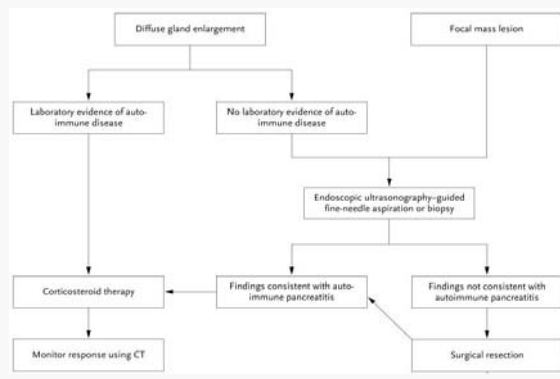 Diffuse gland enlargement
Focal mass lesion
Laboratory evidence of auto-
immune disease
No laboratory evidence of auto-
immune disease
Endoscopic ultrasonography–guided
fine-needle aspiration or biopsy
Corticosteroid therapy
Findings consistent with auto-
immune pancreatitis
Findings not consistent with
autoimmune pancreatitis
Monitor response using CT
Surgical resection